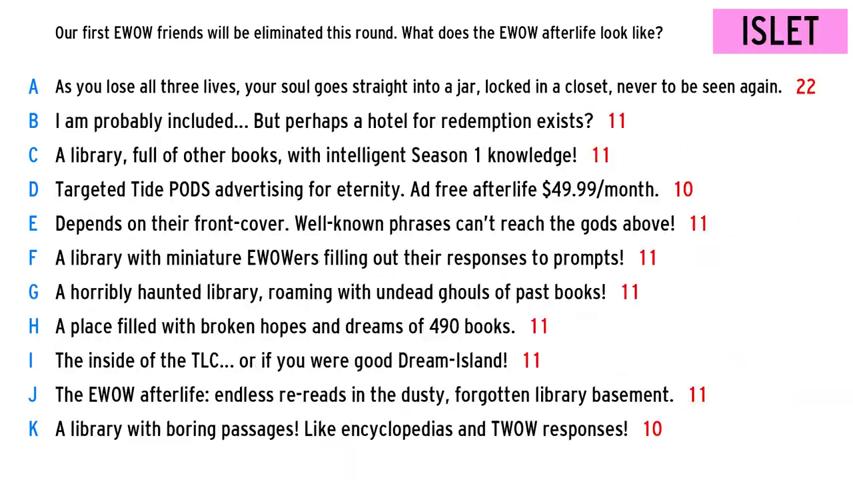 Our first EWOW friends will be eliminated this round. What does the EWOW afterlife look like?
ISLET
A As you lose all three lives, your soul goes straight into a jar, locked in a closet, never to be seen again. 22
B I am probably included... But perhaps a hotel for redemption exists? 11
C A library, full of other books, with intelligent Season 1 knowledge! 11
D Targeted Tide PODS advertising for eternity. Ad free afterlife $49.99/month. 10
E Depends on their front-cover. Well-known phrases can't reach the gods above! 11
F A library with miniature EWOWers filling out their responses to prompts! 11
G A horribly haunted library, roaming with undead ghouls of past books! 11
H A place filled with broken hopes and dreams of 490 books. 11
I The inside of the TLC... or if you were good Dream-Island! 11
J The EWOW afterlife: endless re-reads in the dusty, forgotten library basement. 11
K A library with boring passages! Like encyclopedias and TWOW responses! 10